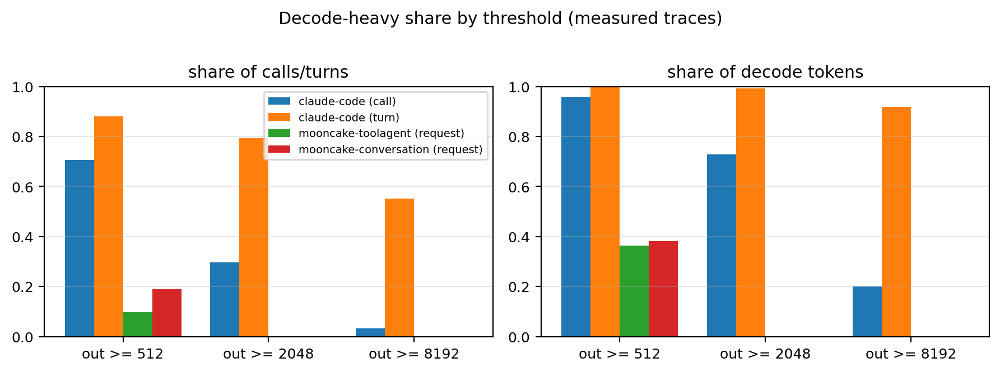 Decode-heavy share by threshold (measured traces)
share of calls/turns
1.0
0.8
0.6
0.4
0.2
0.0
claude-code (call)
claude-code (turn)
mooncake-toolagent (request)
mooncake-conversation (request)
out >= 512
out >= 2048
out >= 8192
share of decode tokens
1.0
0.8
0.6
0.4
0.2
0.0
out >= 512
out >= 2048
out >= 8192